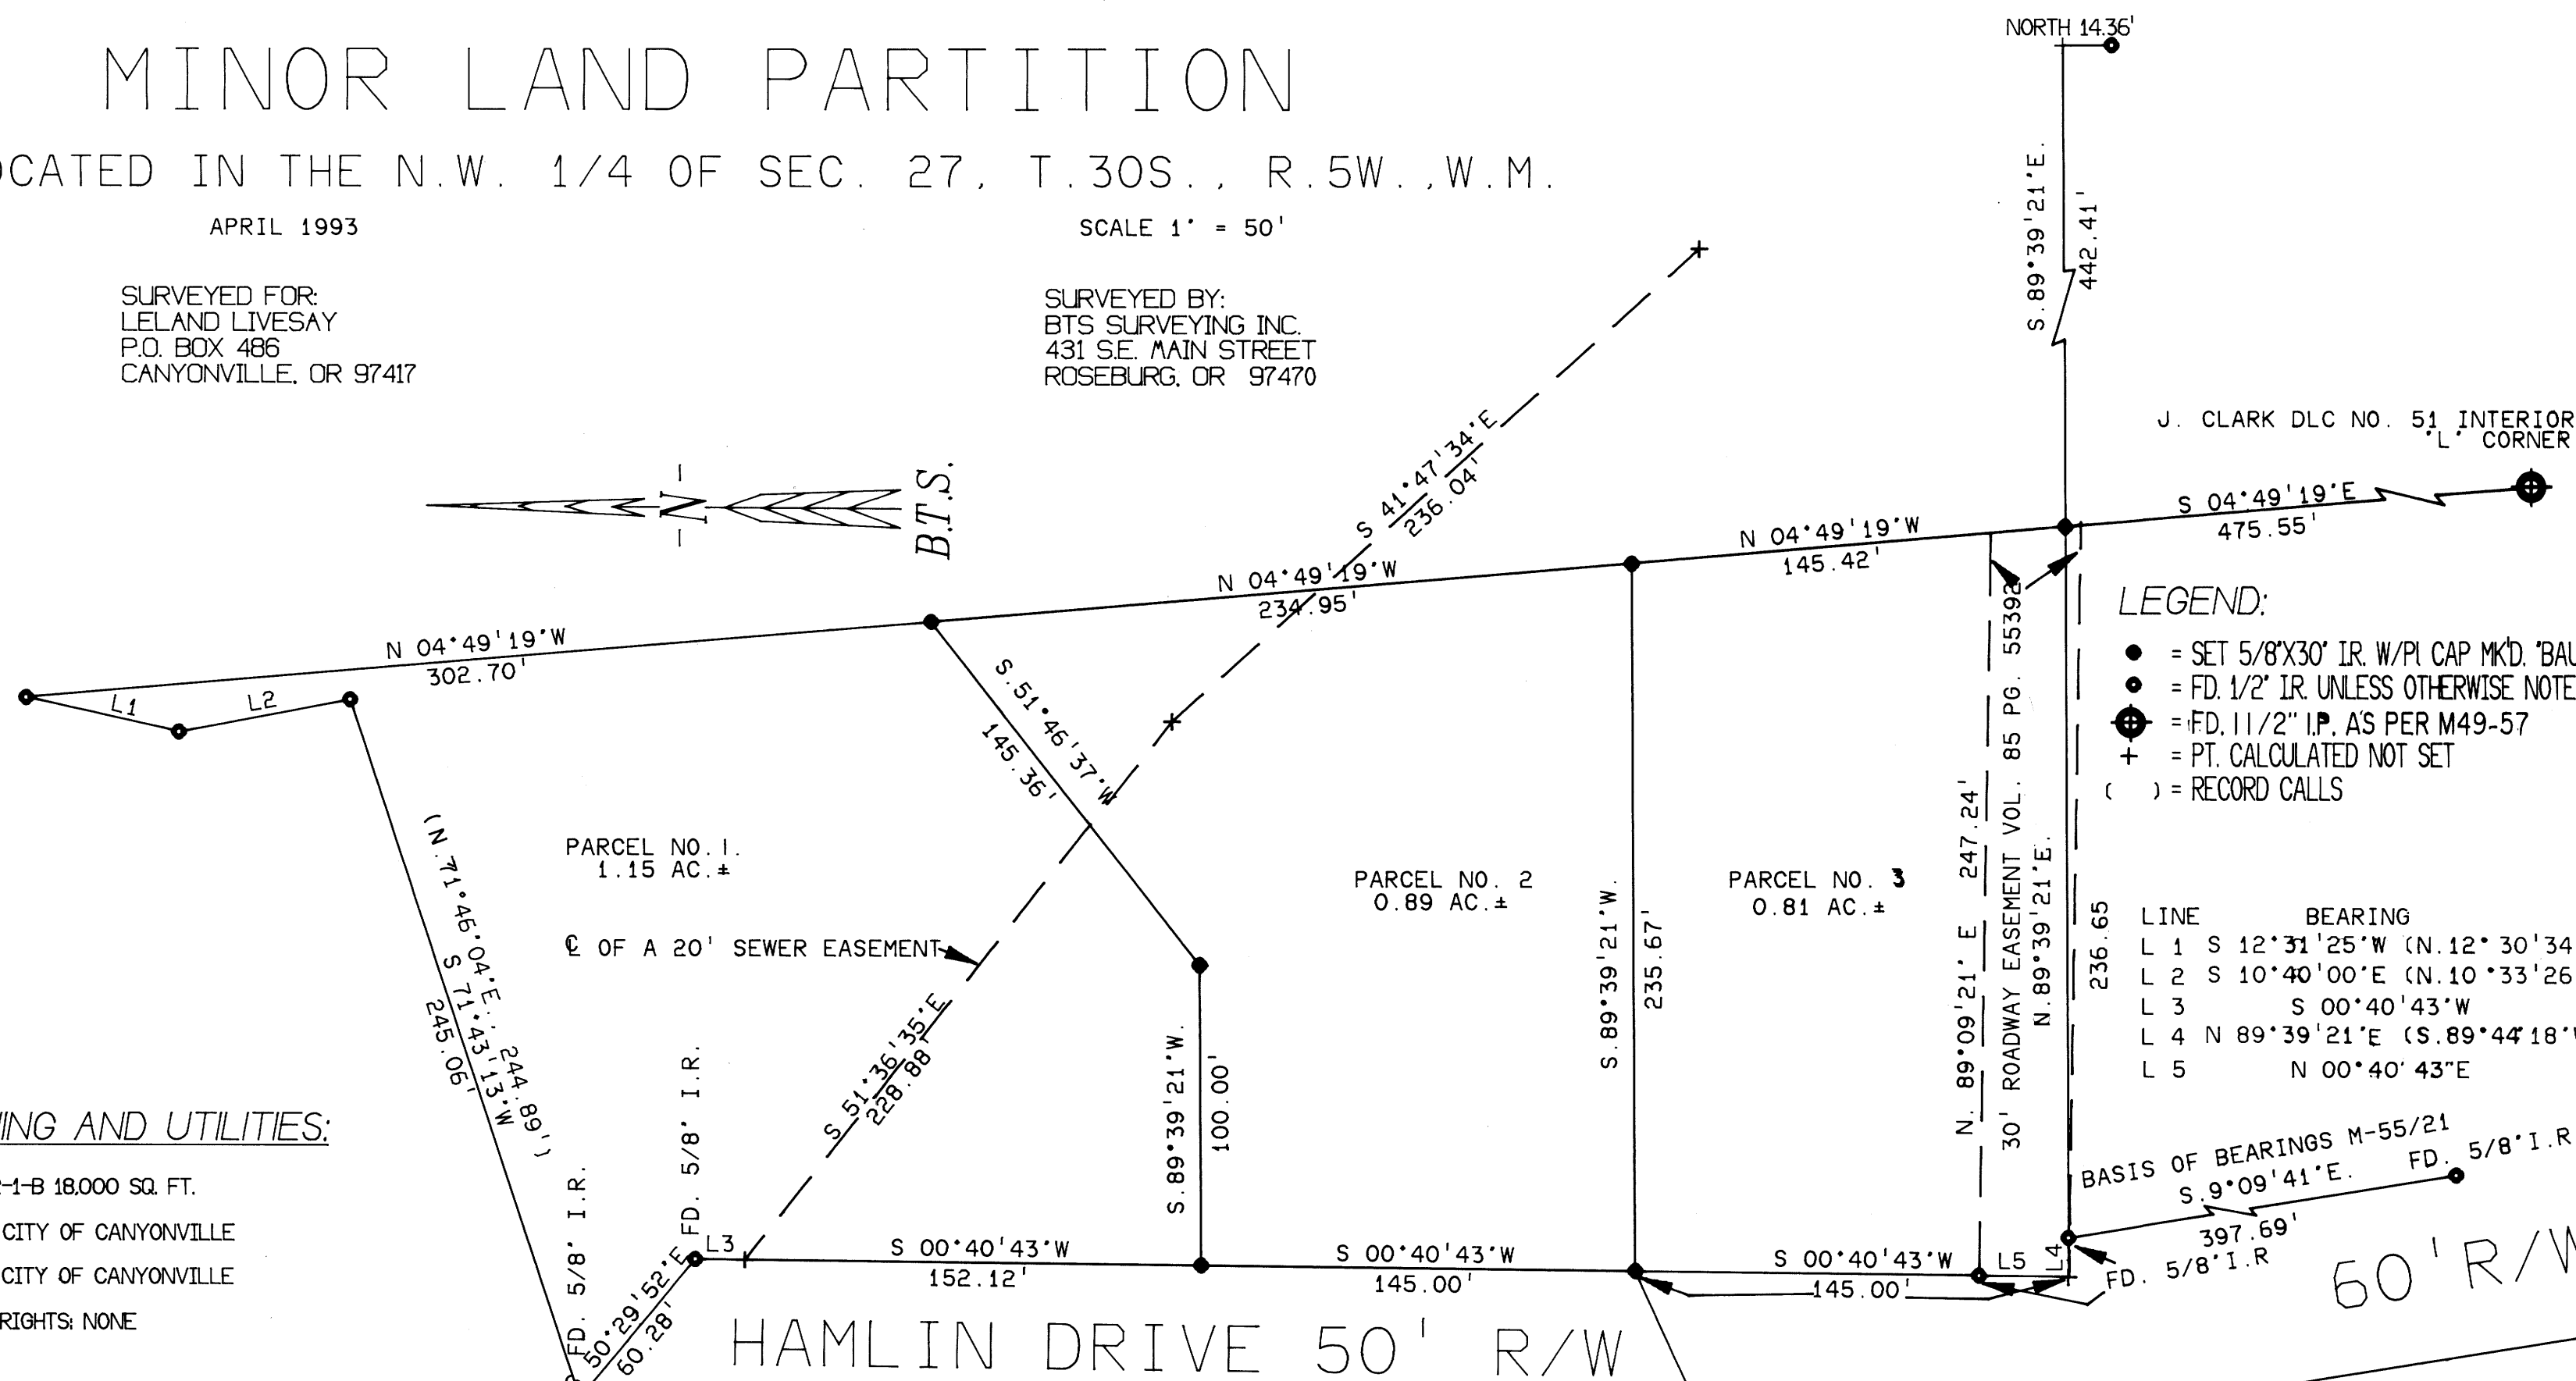 MINOR LAND PARTITION
OCATED IN THE N.W. 1/4 OF SEC. 27, T.30S., R.5W.,W.M.
APRIL 1993
SCALE 1" = 50'
SURVEYED FOR:
LELAND LIVESAY
P.O. BOX 486
CANYONVILLE, OR 97417
SURVEYED BY:
BTS SURVEYING INC.
431 S.E. MAIN STREET
ROSEBURG, OR 97470
NORTH 14.36'
S.89°39'21"E.
442.41'
J. CLARK DLC NO. 51 INTERIOR
"L" CORNER
S 04°49'19"E
475.55'
N
B.T.S.
S 41°47'34"E
236.04'
N 04°49'19"W
145.42'
N 04°49'19"W
234.95'
N 04°49'19"W
302.70'
L1
L2
S.51°46'37"W
145.36'
LEGEND:
= SET 5/8"X30" I.R. W/PL CAP MK'D. "BAU
= FD. 1/2" I.R. UNLESS OTHERWISE NOTE
= FD. 1 1/2" I.P. AS PER M49-57
+ = PT. CALCULATED NOT SET
( ) = RECORD CALLS
PARCEL NO. 1.
1.15 AC.±
PARCEL NO. 2
0.89 AC.±
PARCEL NO. 3
0.81 AC.±
℄ OF A 20' SEWER EASEMENT
(N.71°46'04"E., 244.89')
S 71°43'13"W
245.06'
S 51°36'35"E
228.88'
S.89°39'21"W.
100.00'
S.89°39'21"W.
235.67'
N. 89°09'21" E 247.24'
30' ROADWAY EASEMENT VOL. 85 PG. 55392
N.89°39'21"E.
236.65
LINE BEARING
L 1 S 12°31'25"W (N.12°30'34
L 2 S 10°40'00"E (N.10°33'26
L 3 S 00°40'43"W
L 4 N 89°39'21"E (S.89°44'18"W
L 5 N 00°40'43"E
BASIS OF BEARINGS M-55/21
S.9°09'41"E.
397.69'
FD. 5/8" I.R
ING AND UTILITIES:
-1-B 18,000 SQ. FT.
CITY OF CANYONVILLE
CITY OF CANYONVILLE
RIGHTS: NONE
FD. 5/8" I.R.
FD. 5/8" I.R.
50°29'52"E
60.28'
L3
S 00°40'43"W
152.12'
S 00°40'43"W
145.00'
S 00°40'43"W
145.00'
L5
L4
FD. 5/8" I.R
HAMLIN DRIVE 50' R/W
60' R/W